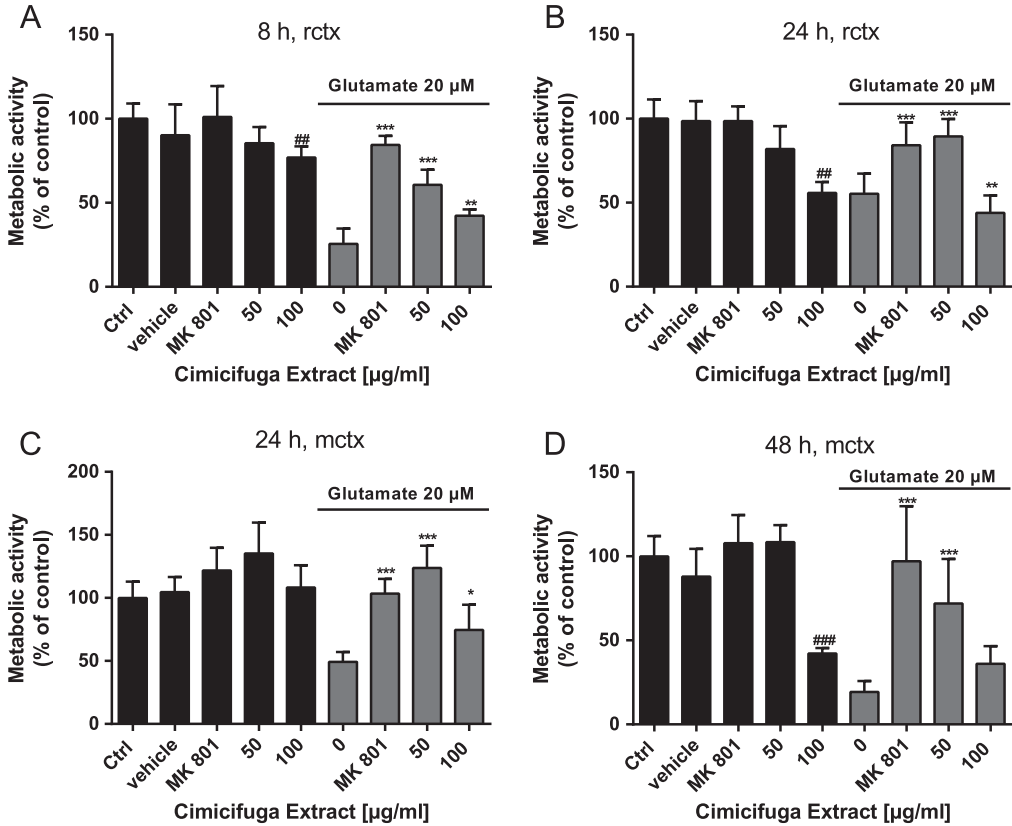 A
8 h, rctx
Metabolic activity
(% of control)
150
100
50
0
Glutamate 20 µM
##
***
***
**
Ctrl
vehicle
MK 801
50
100
0
MK 801
50
100
Cimicifuga Extract [µg/ml]
B
24 h, rctx
Metabolic activity
(% of control)
150
100
50
0
Glutamate 20 µM
##
***
***
**
Ctrl
vehicle
MK 801
50
100
0
MK 801
50
100
Cimicifuga Extract [µg/ml]
C
24 h, mctx
Metabolic activity
(% of control)
200
150
100
50
0
Glutamate 20 µM
***
***
*
Ctrl
vehicle
MK 801
50
100
0
MK 801
50
100
Cimicifuga Extract [µg/ml]
D
48 h, mctx
Metabolic activity
(% of control)
150
100
50
0
Glutamate 20 µM
###
***
***
Ctrl
vehicle
MK 801
50
100
0
MK 801
50
100
Cimicifuga Extract [µg/ml]